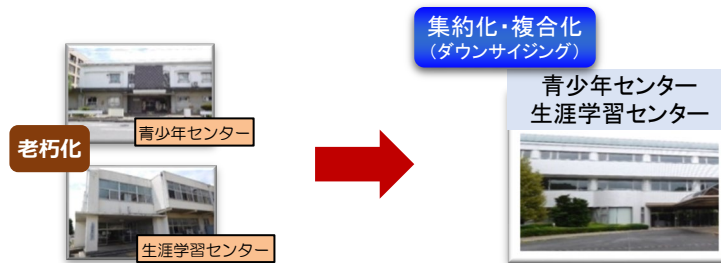 集約化・複合化
（ダウンサイジング）
青少年センター
生涯学習センター
青少年センター
老朽化
生涯学習センター